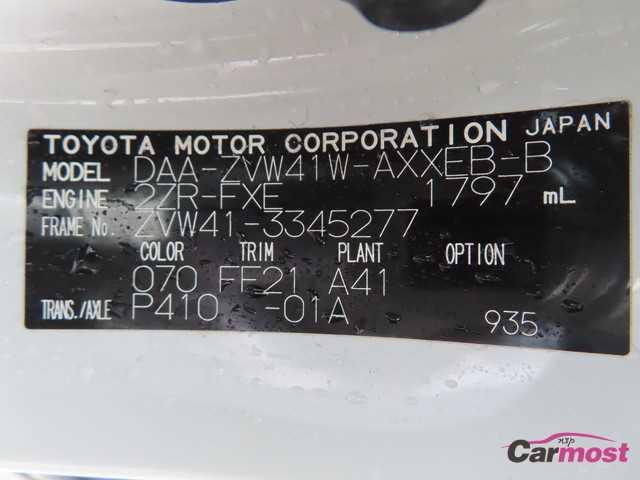 TOYOTA MOTOR CORPORATION JAPAN
MODEL DAA-ZVW41W-AXXEB-B
ENGINE 2ZR-FXE 1797 mL
FRAME No. ZVW41-3345277
COLOR TRIM PLANT OPTION
070 FF21 A41
TRANS./AXLE P410 -01A 935
nxp
Carmost